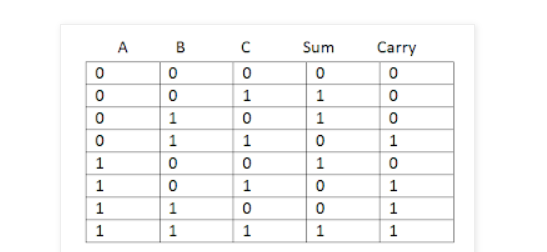 A B C Sum Carry
0 0 0 0 0
0 0 1 1 0
0 1 0 1 0
0 1 1 0 1
1 0 0 1 0
1 0 1 0 1
1 1 0 0 1
1 1 1 1 1